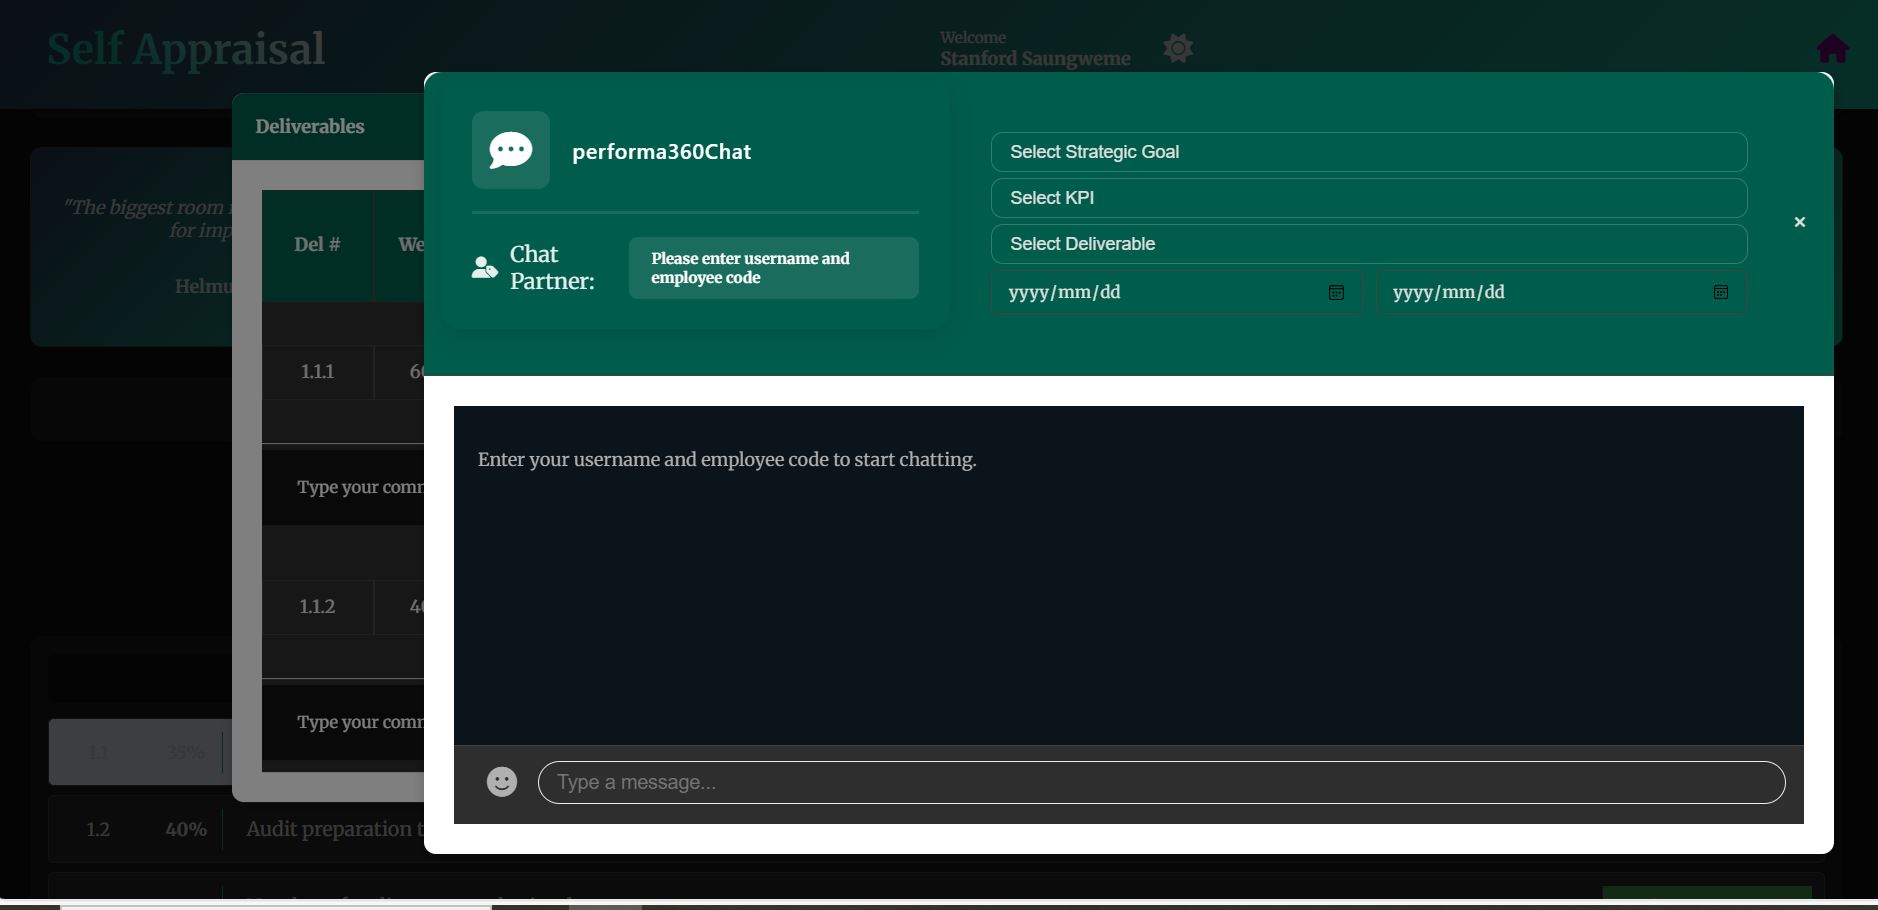 Self Appraisal
Welcome
Stanford Saungweme
Deliverables
performa360Chat
Select Strategic Goal
Select KPI
Select Deliverable
yyyy/mm/dd
yyyy/mm/dd
×
Chat
Partner:
Please enter username and
employee code
"The biggest room
for imp
Helmu
Del #
We
1.1.1
6
Type your comm
1.1.2
4
Type your comm
Enter your username and employee code to start chatting.
Type a message...
1.1
35%
1.2
40%
Audit preparation t